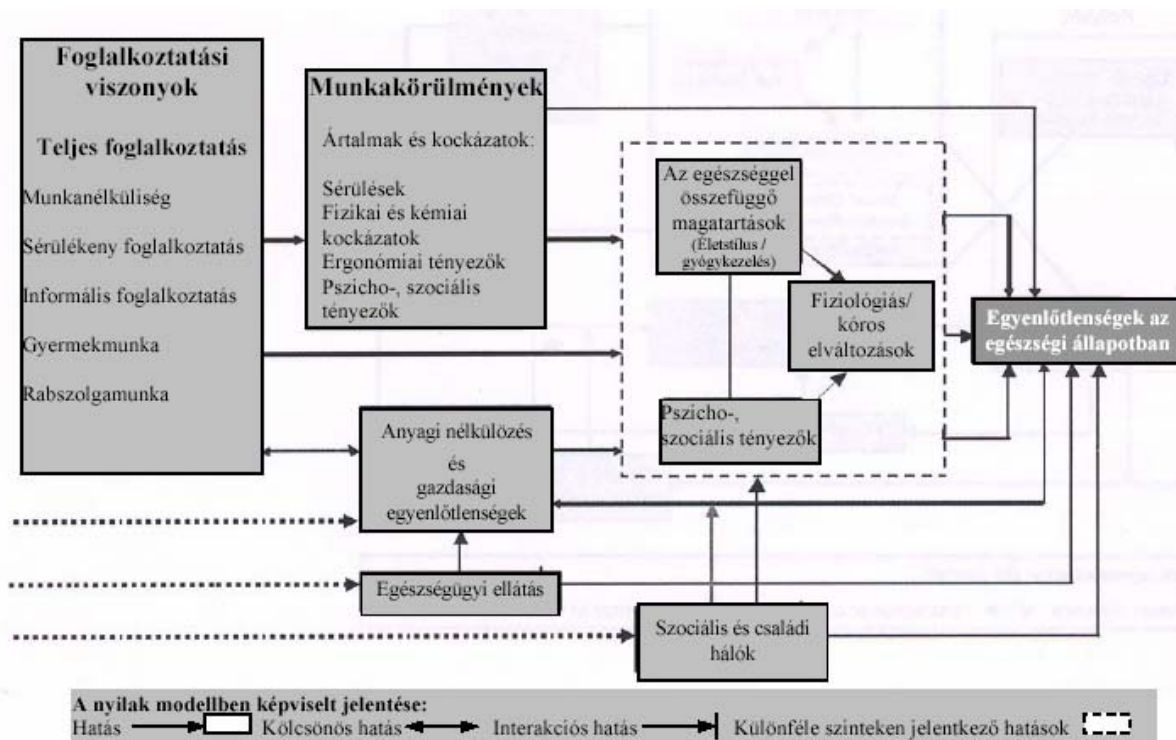 Foglalkoztatási
viszonyok
Teljes foglalkoztatás
Munkanélküliség
Sérülékeny foglalkoztatás
Informális foglalkoztatás
Gyermekmunka
Rabszolgamunka
Munkakörülmények
Ártalmak és kockázatok:
Sérülések
Fizikai és kémiai
kockázatok
Ergonómiai tényezők
Pszicho-, szociális
tényezők
Anyagi nélkülözés
és
gazdasági
egyenlőtlenségek
Egészségügyi ellátás
Az egészséggel
összefüggő
magatartások
(Életstílus /
gyógykezelés)
Fiziológiás/
kóros
elváltozások
Pszicho-,
szociális tényezők
Szociális és családi
hálók
Egyenlőtlenségek az
egészségi állapotban
A nyilak modellben képviselt jelentése:
Hatás Kölcsönös hatás Interakciós hatás Különféle szinteken jelentkező hatások